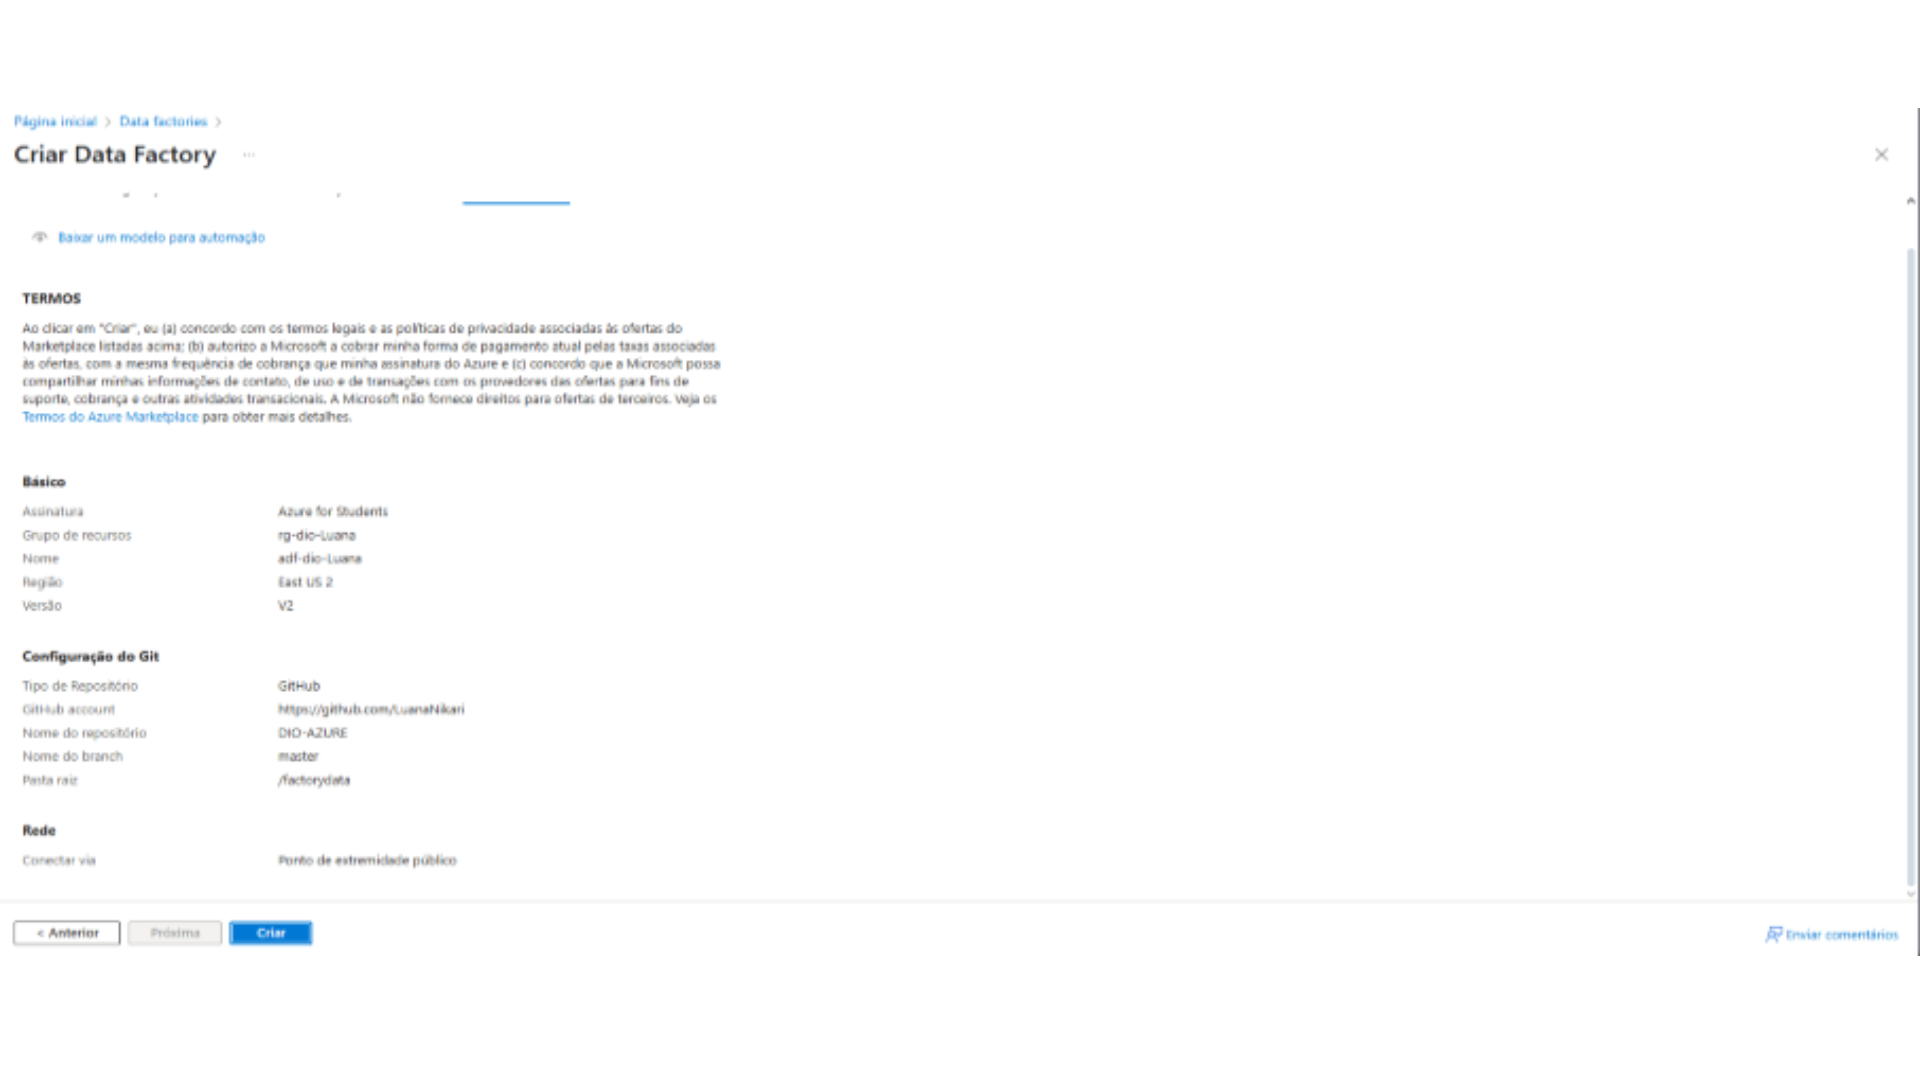 Página inicial > Data factories >
Criar Data Factory ...
Baixar um modelo para automação
TERMOS
Ao clicar em "Criar", eu (a) concordo com os termos legais e as políticas de privacidade associadas às ofertas do
Marketplace listadas acima; (b) autorizo a Microsoft a cobrar minha forma de pagamento atual pelas taxas associadas
às ofertas, com a mesma frequência de cobrança que minha assinatura do Azure e (c) concordo que a Microsoft possa
compartilhar minhas informações de contato, de uso e de transações com os provedores das ofertas para fins de
suporte, cobrança e outras atividades transacionais. A Microsoft não fornece direitos para ofertas de terceiros. Veja os
Termos do Azure Marketplace para obter mais detalhes.
Básico
Assinatura Azure for Students
Grupo de recursos rg-dio-Luana
Nome adf-dio-Luana
Região East US 2
Versão V2
Configuração do Git
Tipo de Repositório GitHub
GitHub account https://github.com/LuanaNikari
Nome do repositório DIO-AZURE
Nome do branch master
Pasta raiz /factorydata
Rede
Conectar via Ponto de extremidade público
< Anterior Próxima Criar Enviar comentários